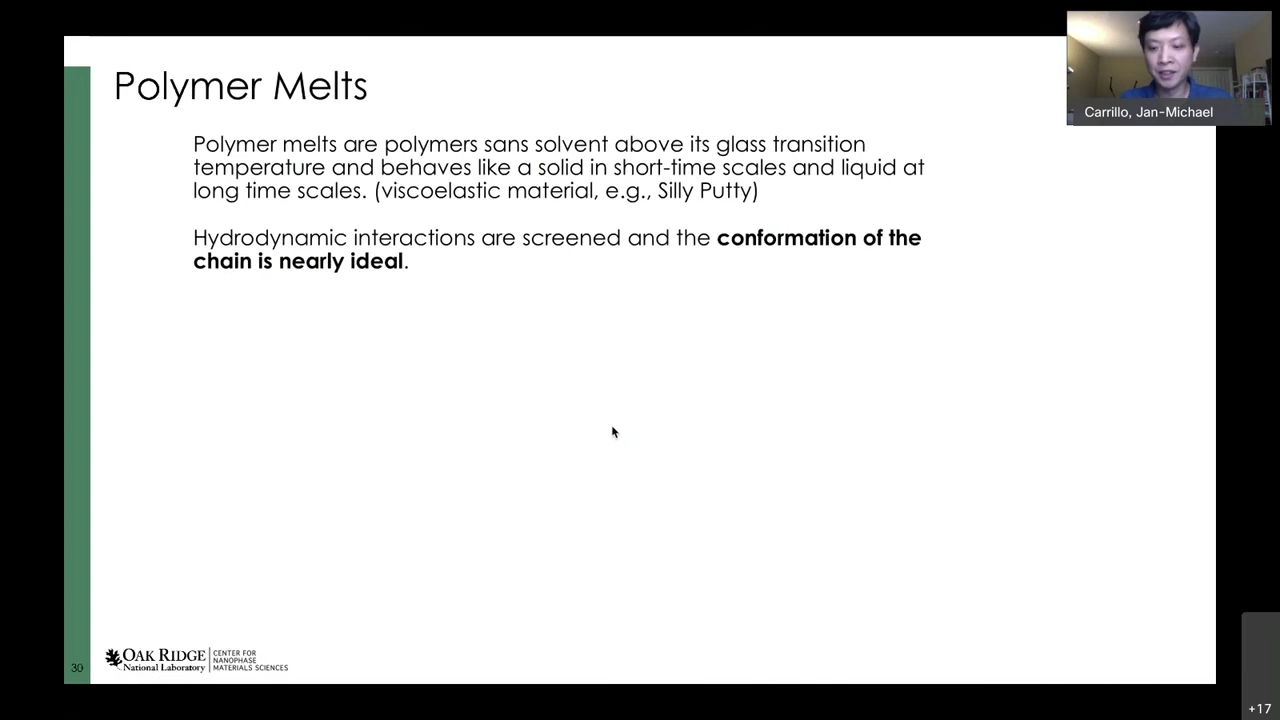 Polymer Melts
Carrillo, Jan-Michael
Polymer melts are polymers sans solvent above its glass transition
temperature and behaves like a solid in short-time scales and liquid at
long time scales. (viscoelastic material, e.g., Silly Putty)
Hydrodynamic interactions are screened and the conformation of the
chain is nearly ideal.
30
OAK RIDGE
National Laboratory
CENTER FOR
NANOPHASE
MATERIALS SCIENCES
+17